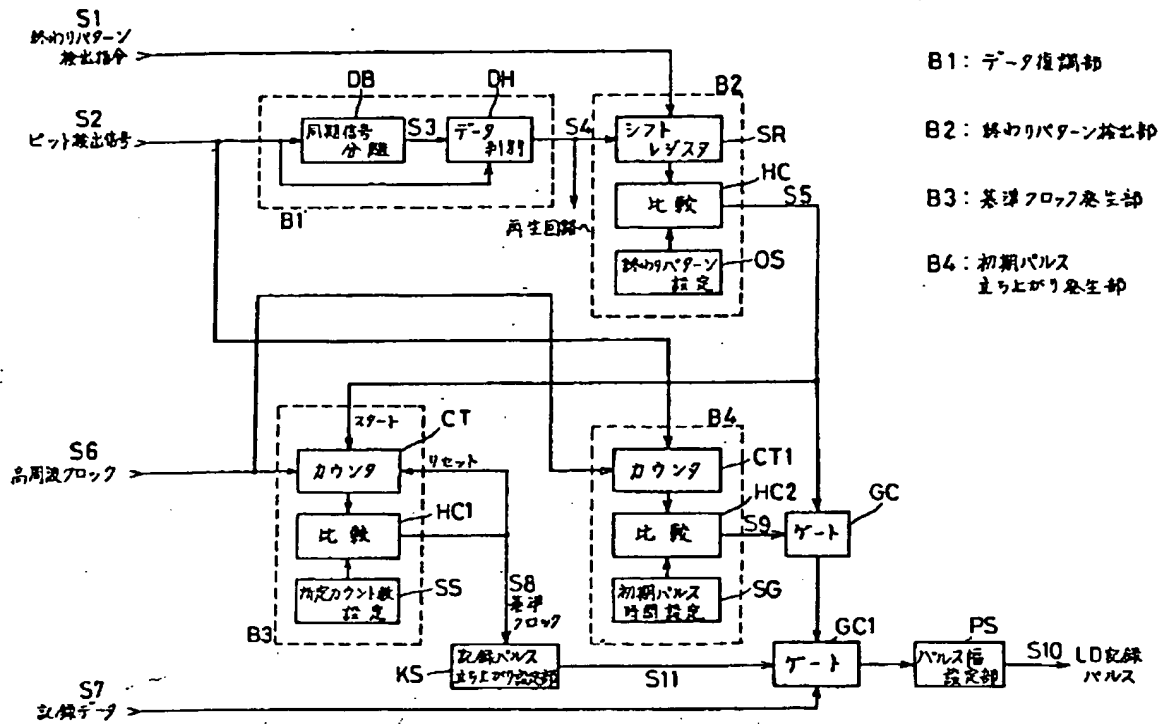 S1
終わりパターン
検出指令
S2
ピット検出信号
DB
DH
同期信号
分離
S3
データ
判別
S4
B1
再生回路へ
B2
シフト
レジスタ
SR
HC
比較
S5
終わりパターン
設定
OS
B1: データ復調部
B2: 終わりパターン検出部
B3: 基準クロック発生部
B4: 初期パルス
立ち上がり発生部
S6
高周波クロック
スタート
CT
カウンタ
リセット
HC1
比較
指定カウント数
設定
SS
B3
S8
基準
クロック
B4
カウンタ
CT1
HC2
比較
S9
初期パルス
時間設定
SG
GC
ゲート
KS
記録パルス
立ち上がり設定部
S11
GC1
ゲート
PS
パルス幅
設定部
S10
LD記録
パルス
S7
記録データ